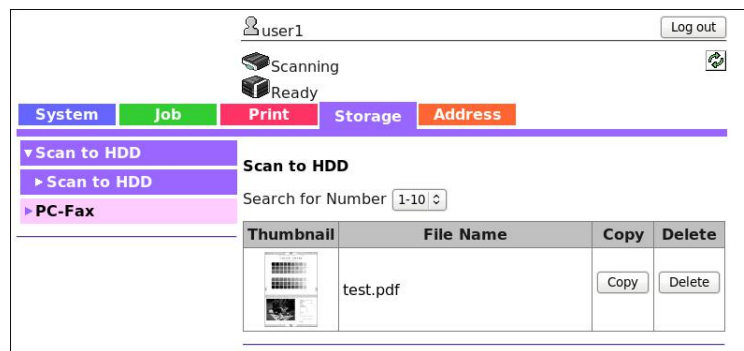 user1 Log out
Scanning
Ready
System Job Print Storage Address
Scan to HDD
Scan to HDD
PC-Fax
Scan to HDD
Search for Number 1-10
Thumbnail File Name Copy Delete
test.pdf Copy Delete